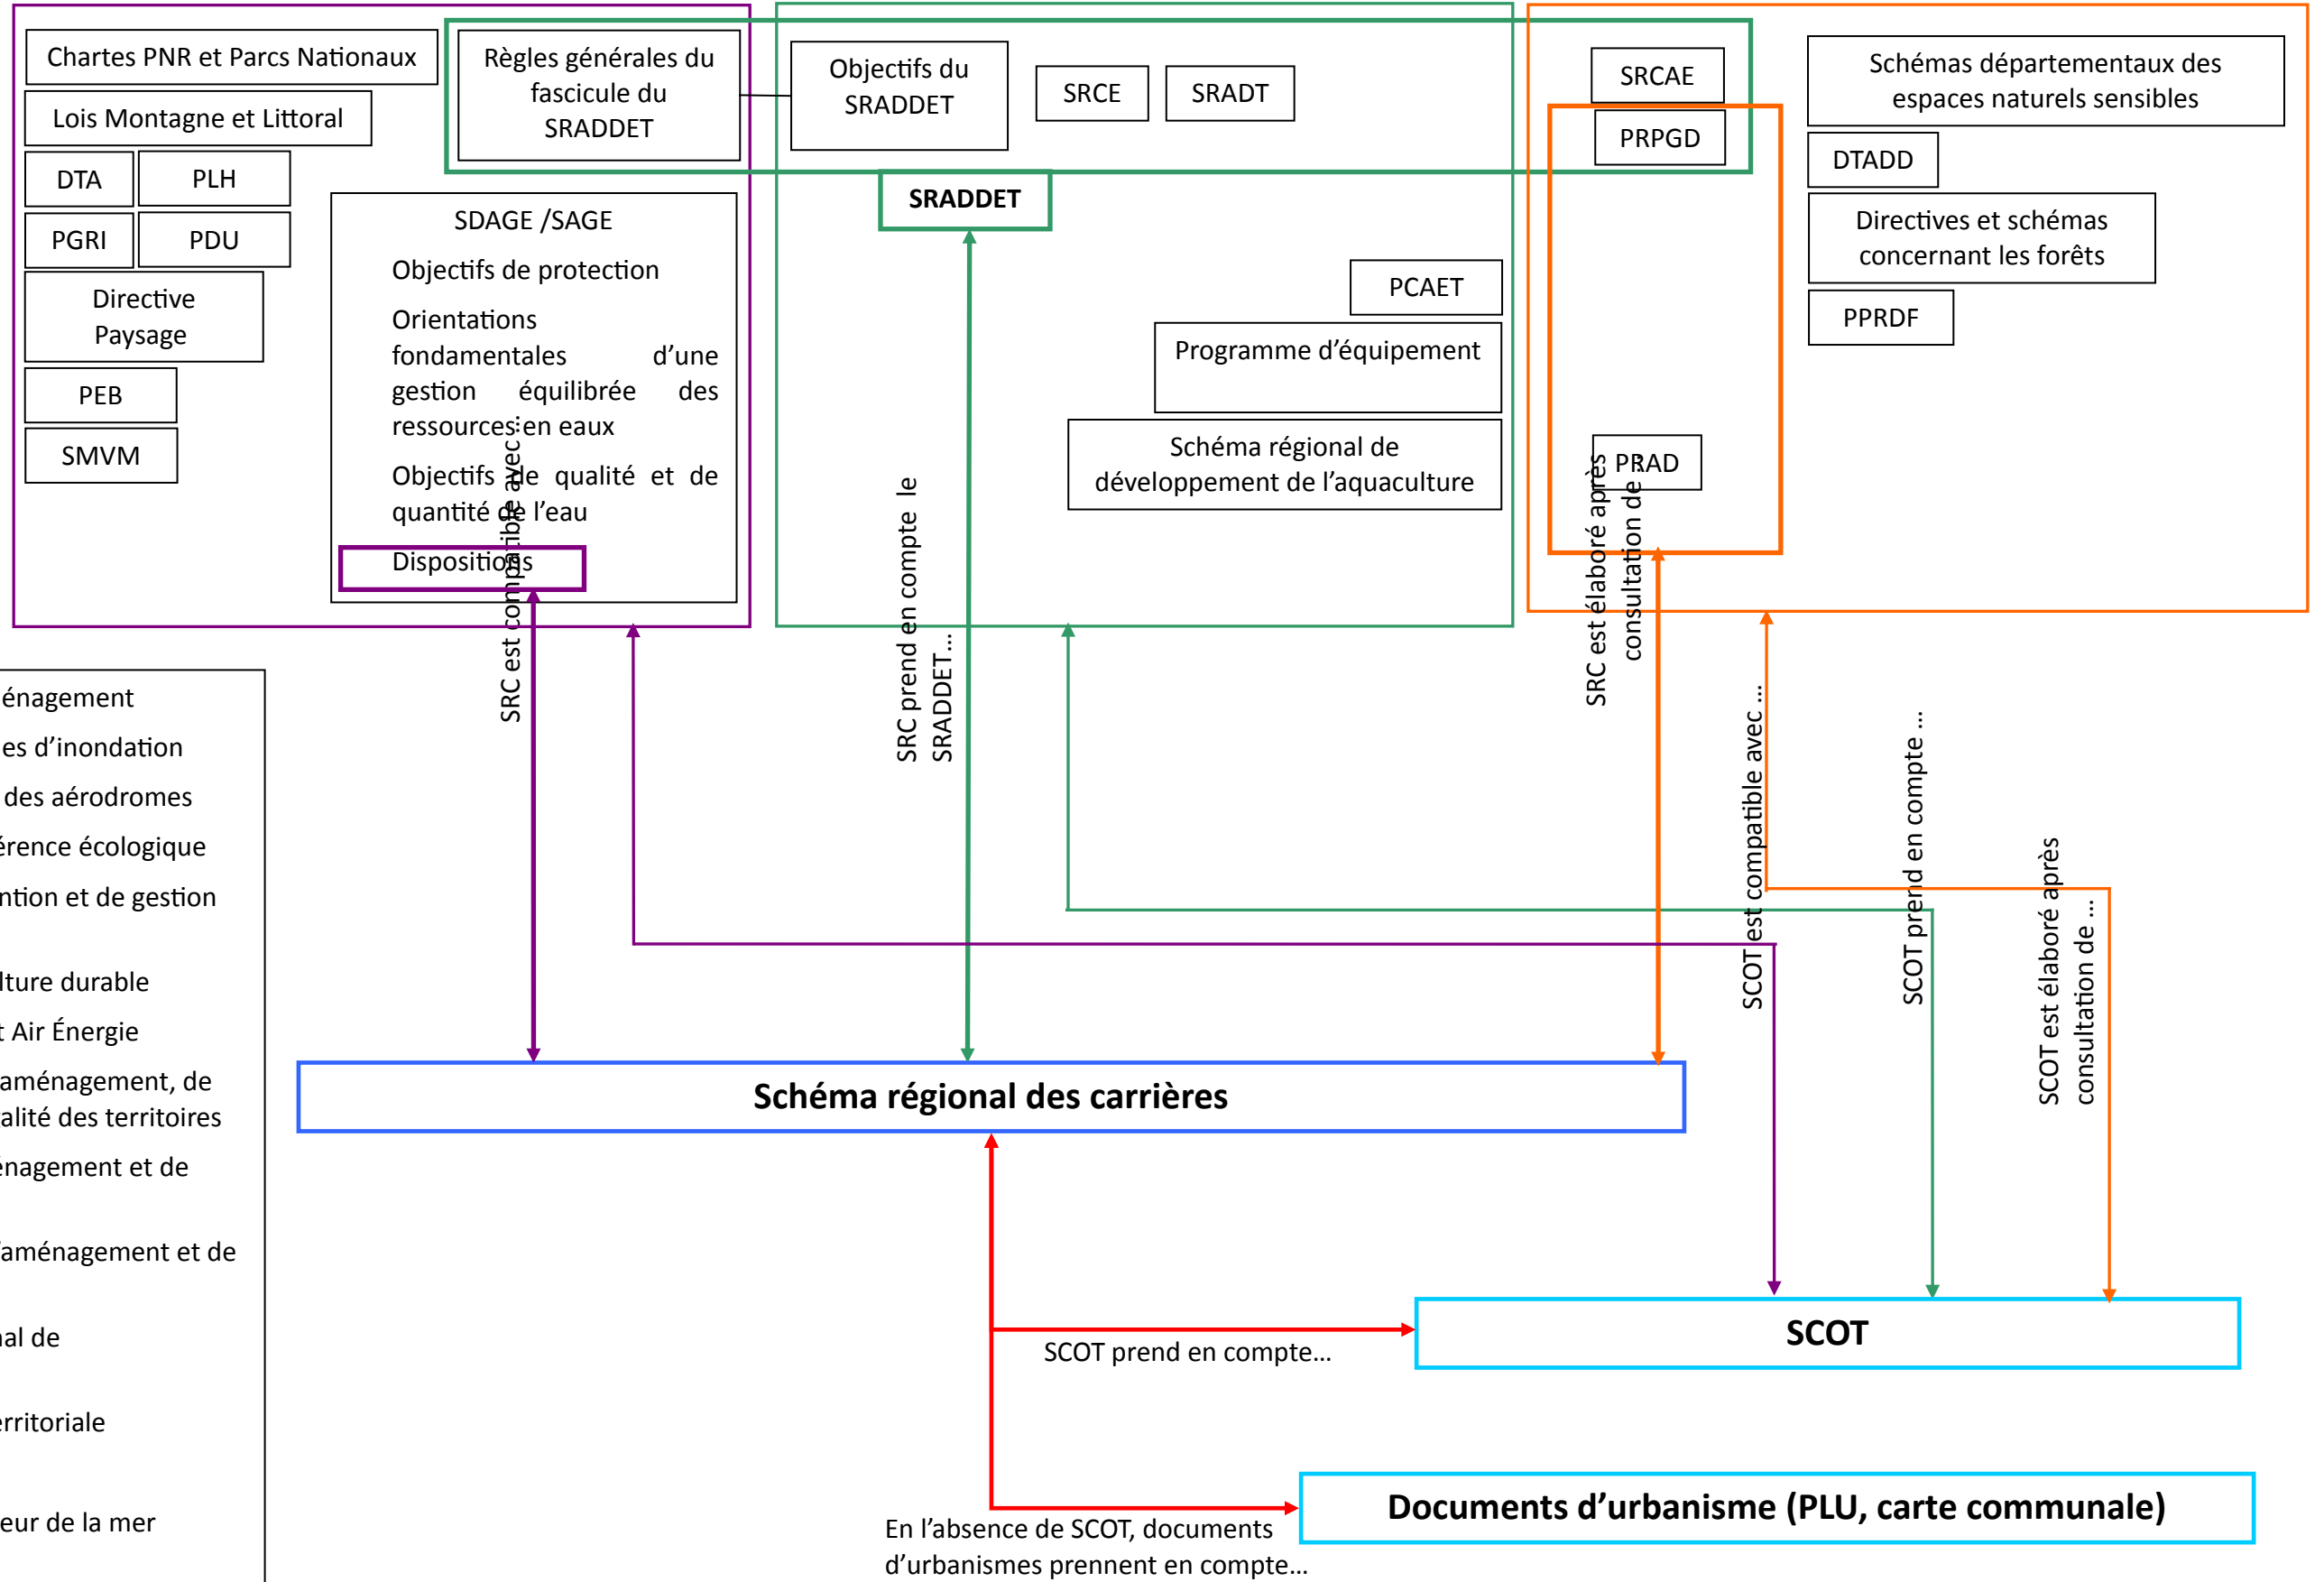 Chartes PNR et Parcs Nationaux
Lois Montagne et Littoral
DTA
PLH
PGRI
PDU
Directive
Paysage
PEB
SMVM
Règles générales du
fascicule du
SRADDET
SDAGE /SAGE
Objectifs de protection
Orientations
fondamentales d’une
gestion équilibrée des
ressources en eaux
Objectifs de qualité et de
quantité de l’eau
Dispositions
Objectifs du
SRADDET
SRCE
SRADT
SRADDET
PCAET
Programme d’équipement
Schéma régional de
développement de l’aquaculture
SRCAE
PRPGD
PRAD
Schémas départementaux des
espaces naturels sensibles
DTADD
Directives et schémas
concernant les forêts
PPRDF
SRC est compatible avec…
SRC prend en compte le
SRADDET…
SRC est élaboré après
consultation de :
SCOT est compatible avec …
SCOT prend en compte …
SCOT est élaboré après
consultation de …
énagement
es d’inondation
des aérodromes
érence écologique
ntion et de gestion
lture durable
t Air Énergie
aménagement, de
alité des territoires
énagement et de
’aménagement et de
nal de
erritoriale
eur de la mer
Schéma régional des carrières
SCOT prend en compte…
SCOT
En l’absence de SCOT, documents
d’urbanismes prennent en compte…
Documents d’urbanisme (PLU, carte communale)